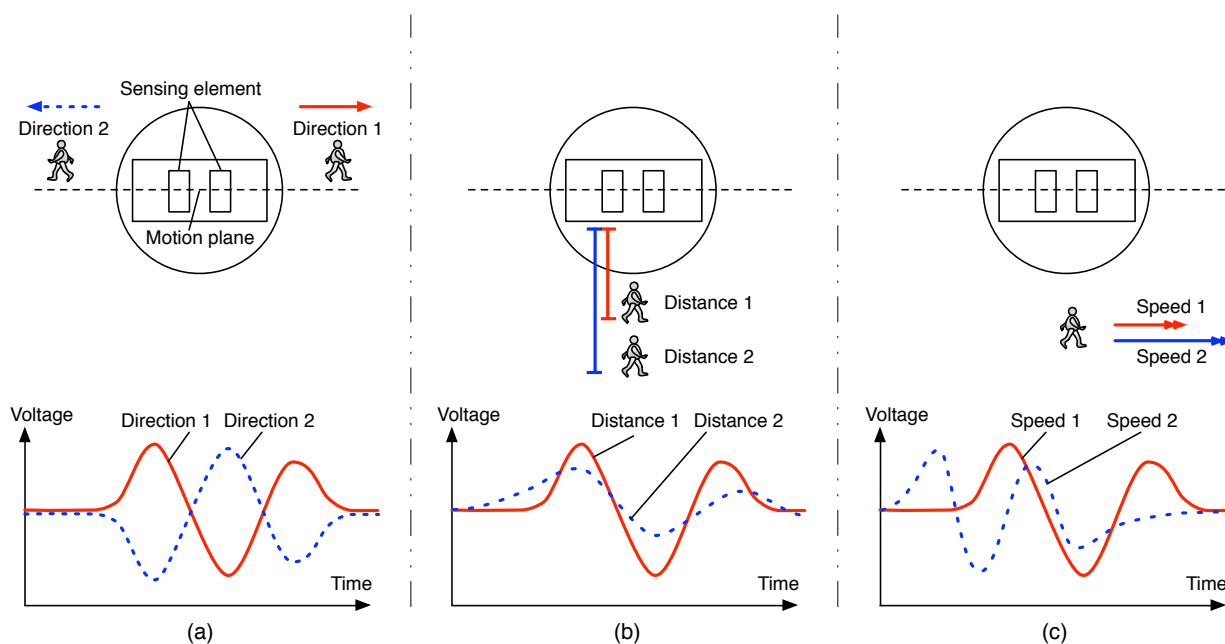 Sensing element
Direction 2
Direction 1
Motion plane
Voltage
Direction 1
Direction 2
Time
(a)
Distance 1
Distance 2
Voltage
Distance 1
Distance 2
Time
(b)
Speed 1
Speed 2
Voltage
Speed 1
Speed 2
Time
(c)